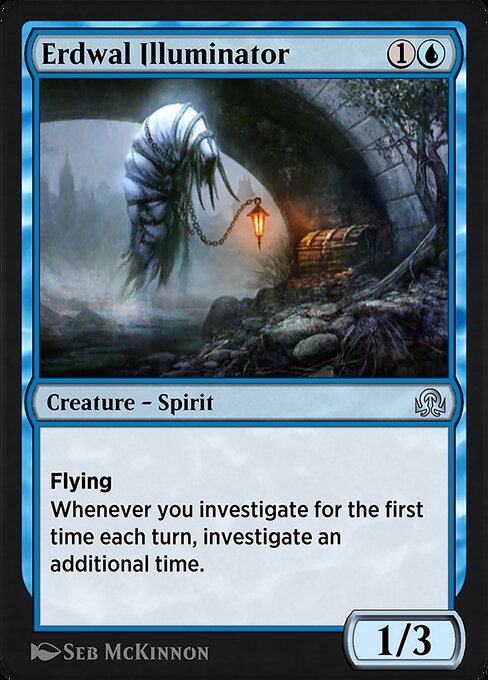 Erdwal Illuminator 1
Creature – Spirit
Flying
Whenever you investigate for the first
time each turn, investigate an
additional time.
1/3
Seb McKinnon